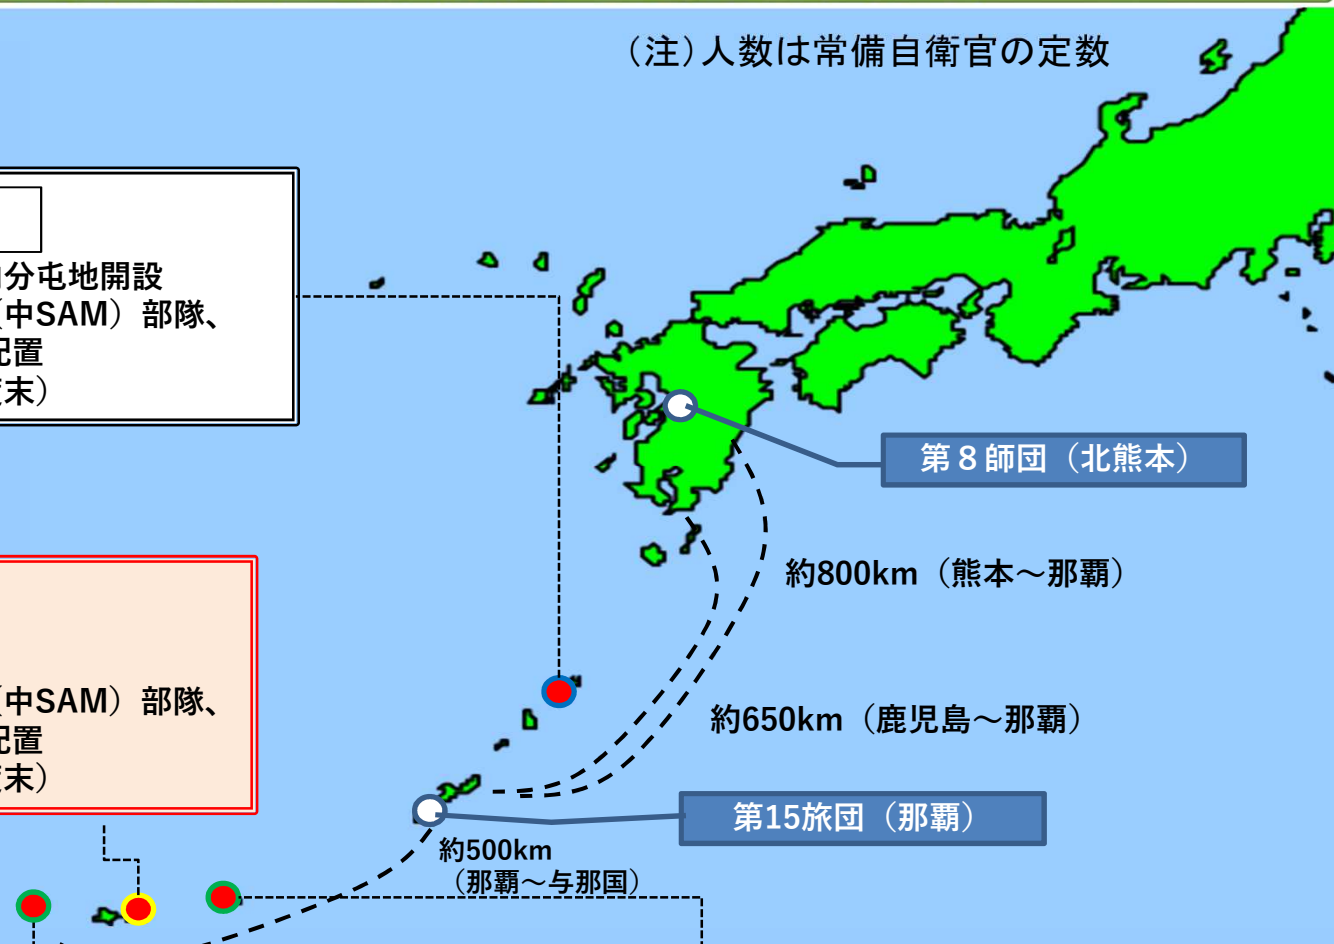 （注）人数は常備自衛官の定数
分屯地開設
（中SAM）部隊、
配置
末）
第８師団（北熊本）
約800km（熊本～那覇）
（中SAM）部隊、
配置
末）
約650km（鹿児島～那覇）
第15旅団（那覇）
約500km
（那覇～与那国）